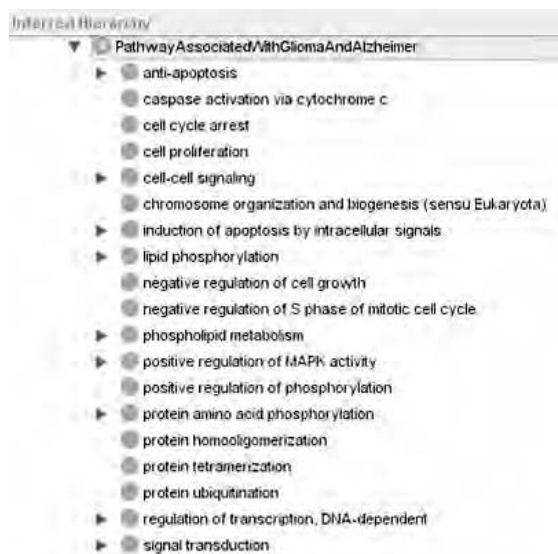 Inferred Hierarchy
PathwayAssociatedWithGliomaAndAlzheimer
anti-apoptosis
caspase activation via cytochrome c
cell cycle arrest
cell proliferation
cell-cell signaling
chromosome organization and biogenesis (sensu Eukaryota)
induction of apoptosis by intracellular signals
lipid phosphorylation
negative regulation of cell growth
negative regulation of S phase of mitotic cell cycle
phospholipid metabolism
positive regulation of MAPK activity
positive regulation of phosphorylation
protein amino acid phosphorylation
protein homooligomerization
protein tetramerization
protein ubiquitination
regulation of transcription, DNA-dependent
signal transduction